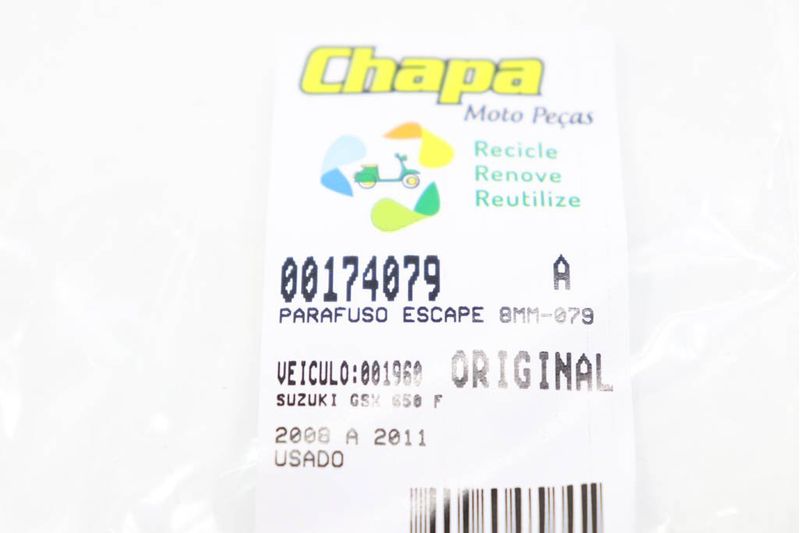 Chapa
Moto Peças
Recicle
Renove
Reutilize
00174079 A
PARAFUSO ESCAPE 8MM-079
VEICULO:001960 ORIGINAL
SUZUKI GSX 650 F
2008 A 2011
USADO